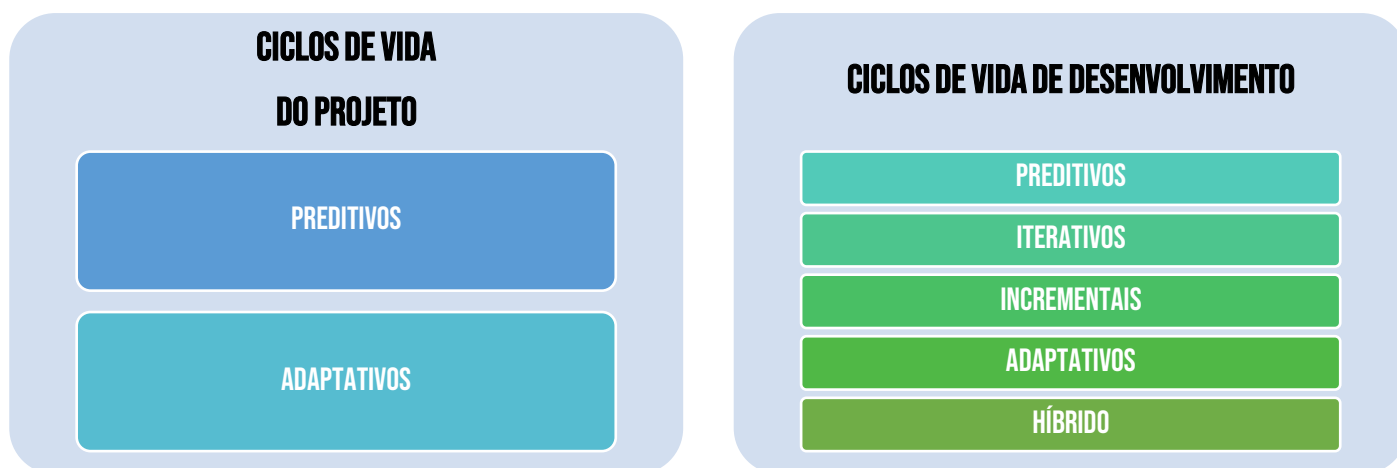 CICLOS DE VIDA
DO PROJETO
PREDITIVOS
ADAPTATIVOS
CICLOS DE VIDA DE DESENVOLVIMENTO
PREDITIVOS
ITERATIVOS
INCREMENTAIS
ADAPTATIVOS
HÍBRIDO